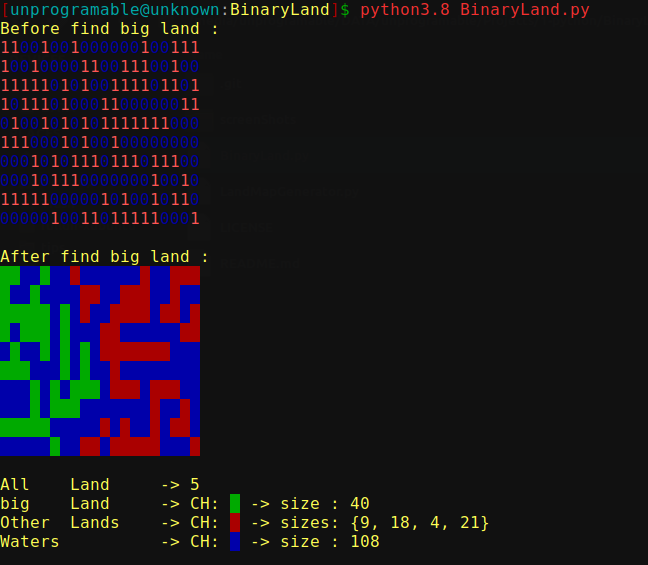 [unprogramable@unknown:BinaryLand]$ python3.8 BinaryLand.py
Before find big land :
11001001000000100111
10010000110011100100
11111010100111101101
10111010001100000011
01001010101111111000
11100010100100000000
00010101110111011100
00010111000000010010
11111000001010010110
00000100110111110001
After find big land :
All    Land     -> 5
big    Land     -> CH:   -> size : 40
Other  Lands    -> CH:   -> sizes: {9, 18, 4, 21}
Waters          -> CH:   -> size : 108